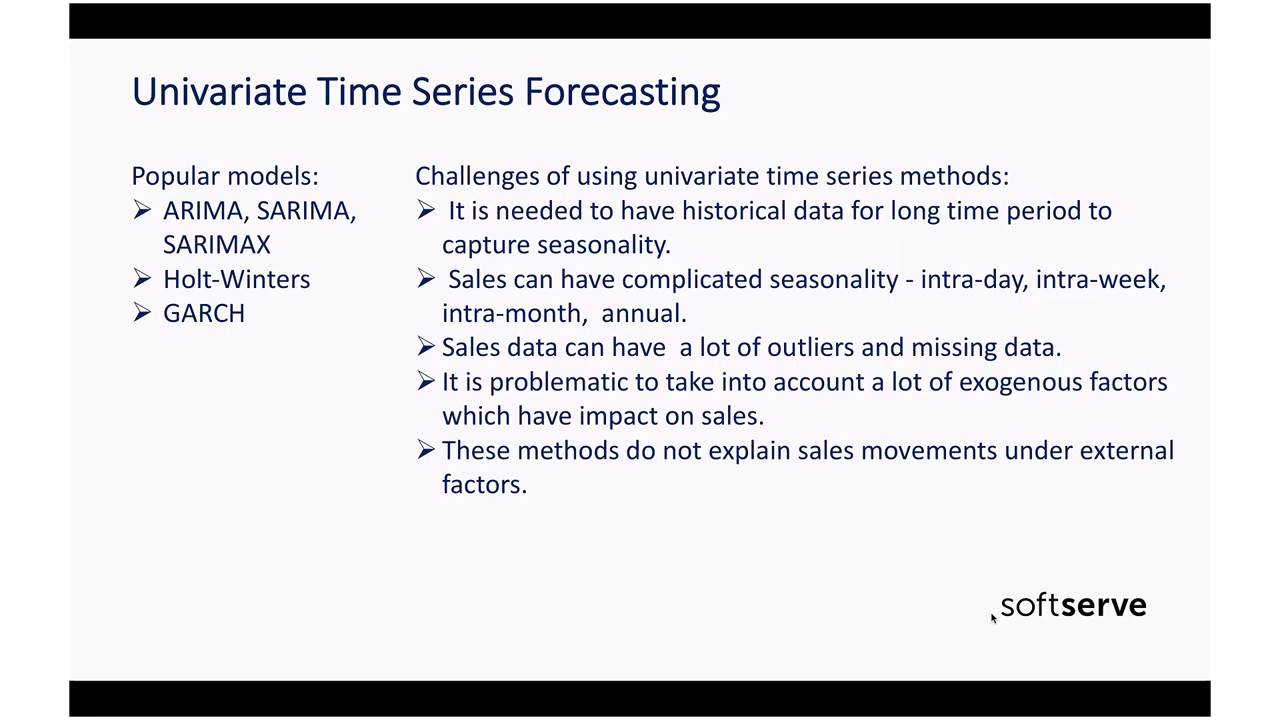 Univariate Time Series Forecasting
Popular models:
➢ ARIMA, SARIMA,
SARIMAX
➢ Holt-Winters
➢ GARCH
Challenges of using univariate time series methods:
➢ It is needed to have historical data for long time period to
capture seasonality.
➢ Sales can have complicated seasonality - intra-day, intra-week,
intra-month,  annual.
➢ Sales data can have  a lot of outliers and missing data.
➢ It is problematic to take into account a lot of exogenous factors
which have impact on sales.
➢ These methods do not explain sales movements under external
factors.
softserve